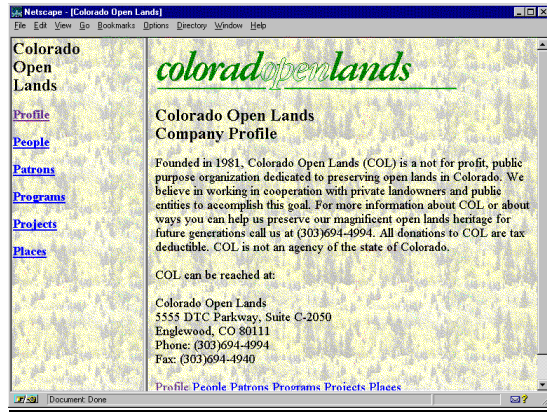 Netscape - [Colorado Open Lands]
File Edit View Go Bookmarks Options Directory Window Help
Colorado
Open
Lands
Profile
People
Patrons
Programs
Projects
Places
coloradopenlands
Colorado Open Lands
Company Profile
Founded in 1981, Colorado Open Lands (COL) is a not for profit, public
purpose organization dedicated to preserving open lands in Colorado. We
believe in working in cooperation with private landowners and public
entities to accomplish this goal. For more information about COL or about
ways you can help us preserve our magnificent open lands heritage for
future generations call us at (303)694-4994. All donations to COL are tax
deductible. COL is not an agency of the state of Colorado.
COL can be reached at:
Colorado Open Lands
5555 DTC Parkway, Suite C-2050
Englewood, CO 80111
Phone: (303)694-4994
Fax: (303)694-4940
Profile People Patrons Programs Projects Places
Document: Done